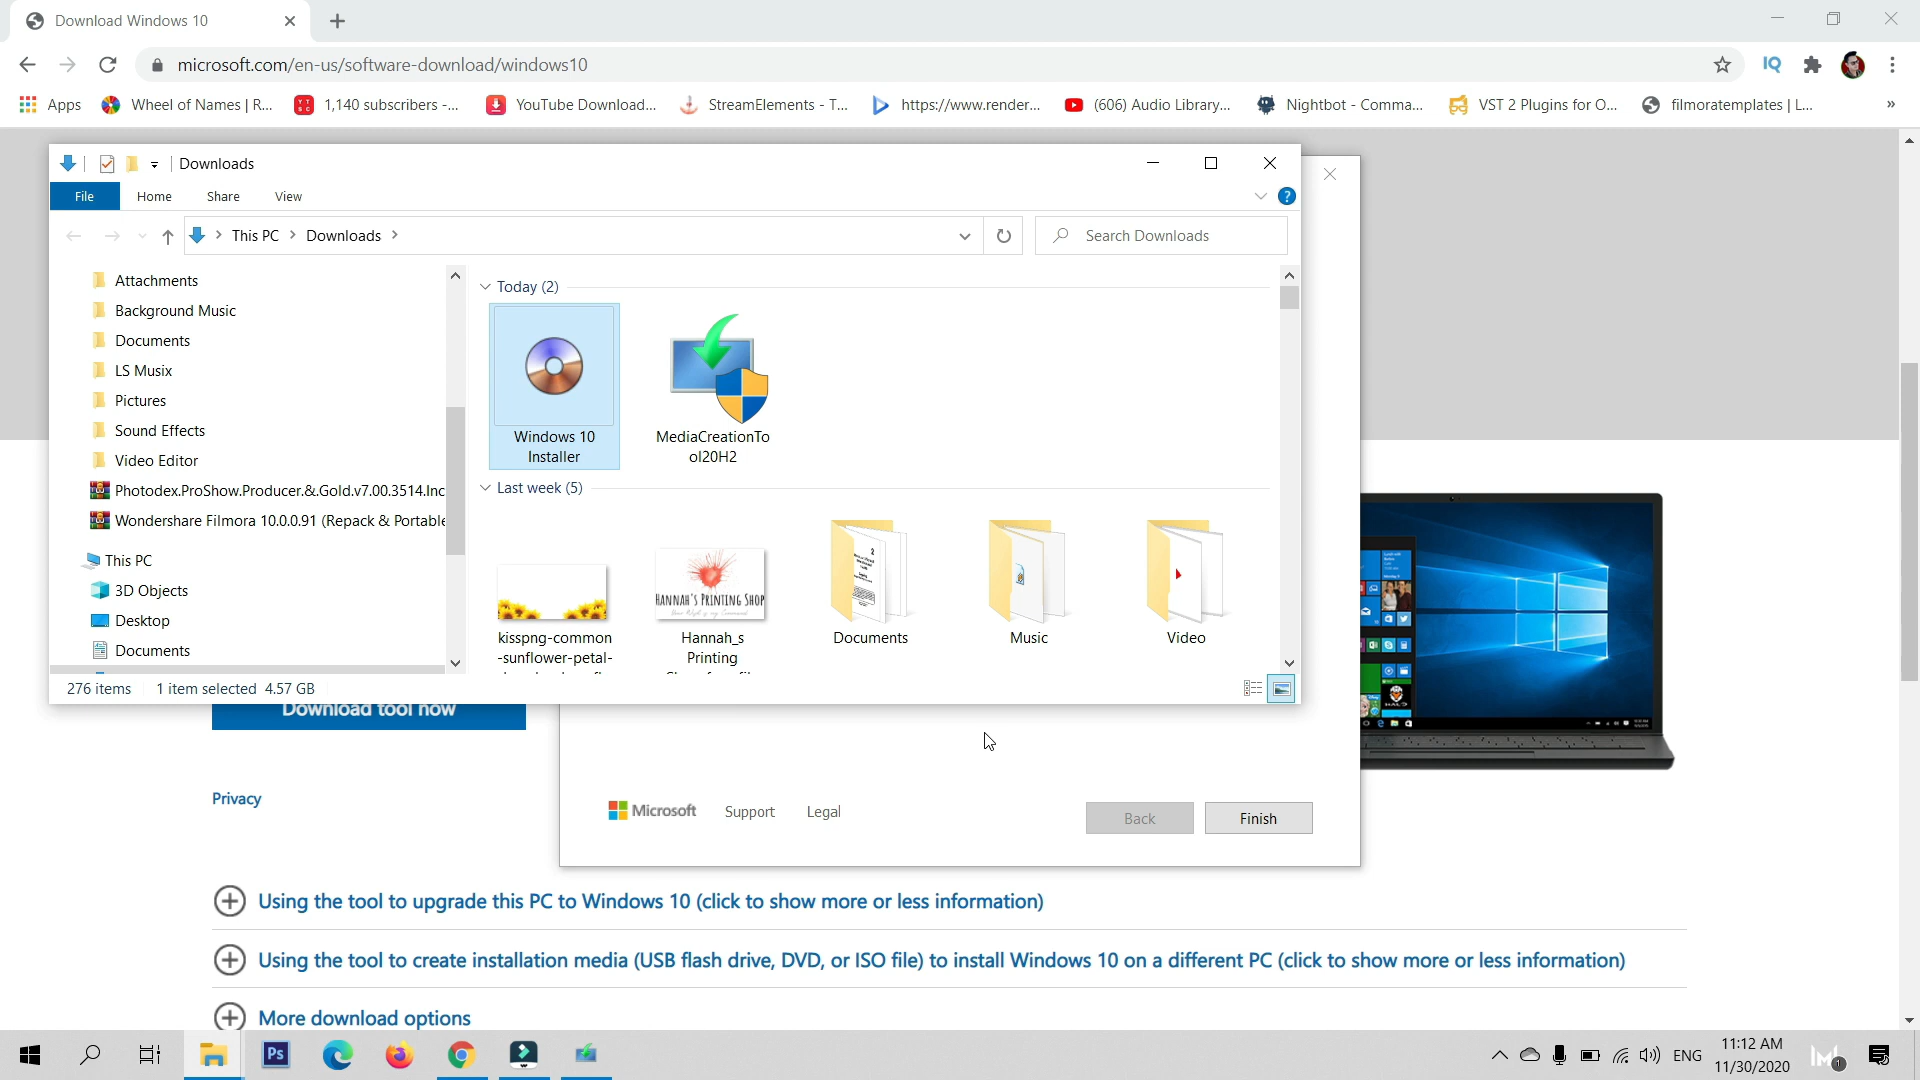 Download Windows 10
microsoft.com/en-us/software-download/windows10
IQ
Apps
Wheel of Names | R...
1,140 subscribers -...
YouTube Download...
StreamElements - T...
https://www.render...
(606) Audio Library,...
Nightbot - Comma...
VST 2 Plugins for O...
filmoratemplates | L...
»
Downloads
File
Home
Share
View
?
This PC
Downloads
Search Downloads
Attachments
Background Music
Documents
LS Musix
Pictures
Sound Effects
Video Editor
Photodex.ProShow.Producer.&.Gold.v7.00.3514.Inc
Wondershare Filmora 10.0.0.91 (Repack & Portable
This PC
3D Objects
Desktop
Documents
Today (2)
Windows 10
Installer
MediaCreationTo
ol20H2
Last week (5)
HANNAH'S PRINTING SHOP
kisspng-common
-sunflower-petal-
Hannah_s
Printing
Documents
Music
Video
276 items
1 item selected 4.57 GB
Download tool now
Privacy
Microsoft
Support
Legal
Back
Finish
Using the tool to upgrade this PC to Windows 10 (click to show more or less information)
Using the tool to create installation media (USB flash drive, DVD, or ISO file) to install Windows 10 on a different PC (click to show more or less information)
More download options
Ps
ENG
11:12 AM
11/30/2020
1